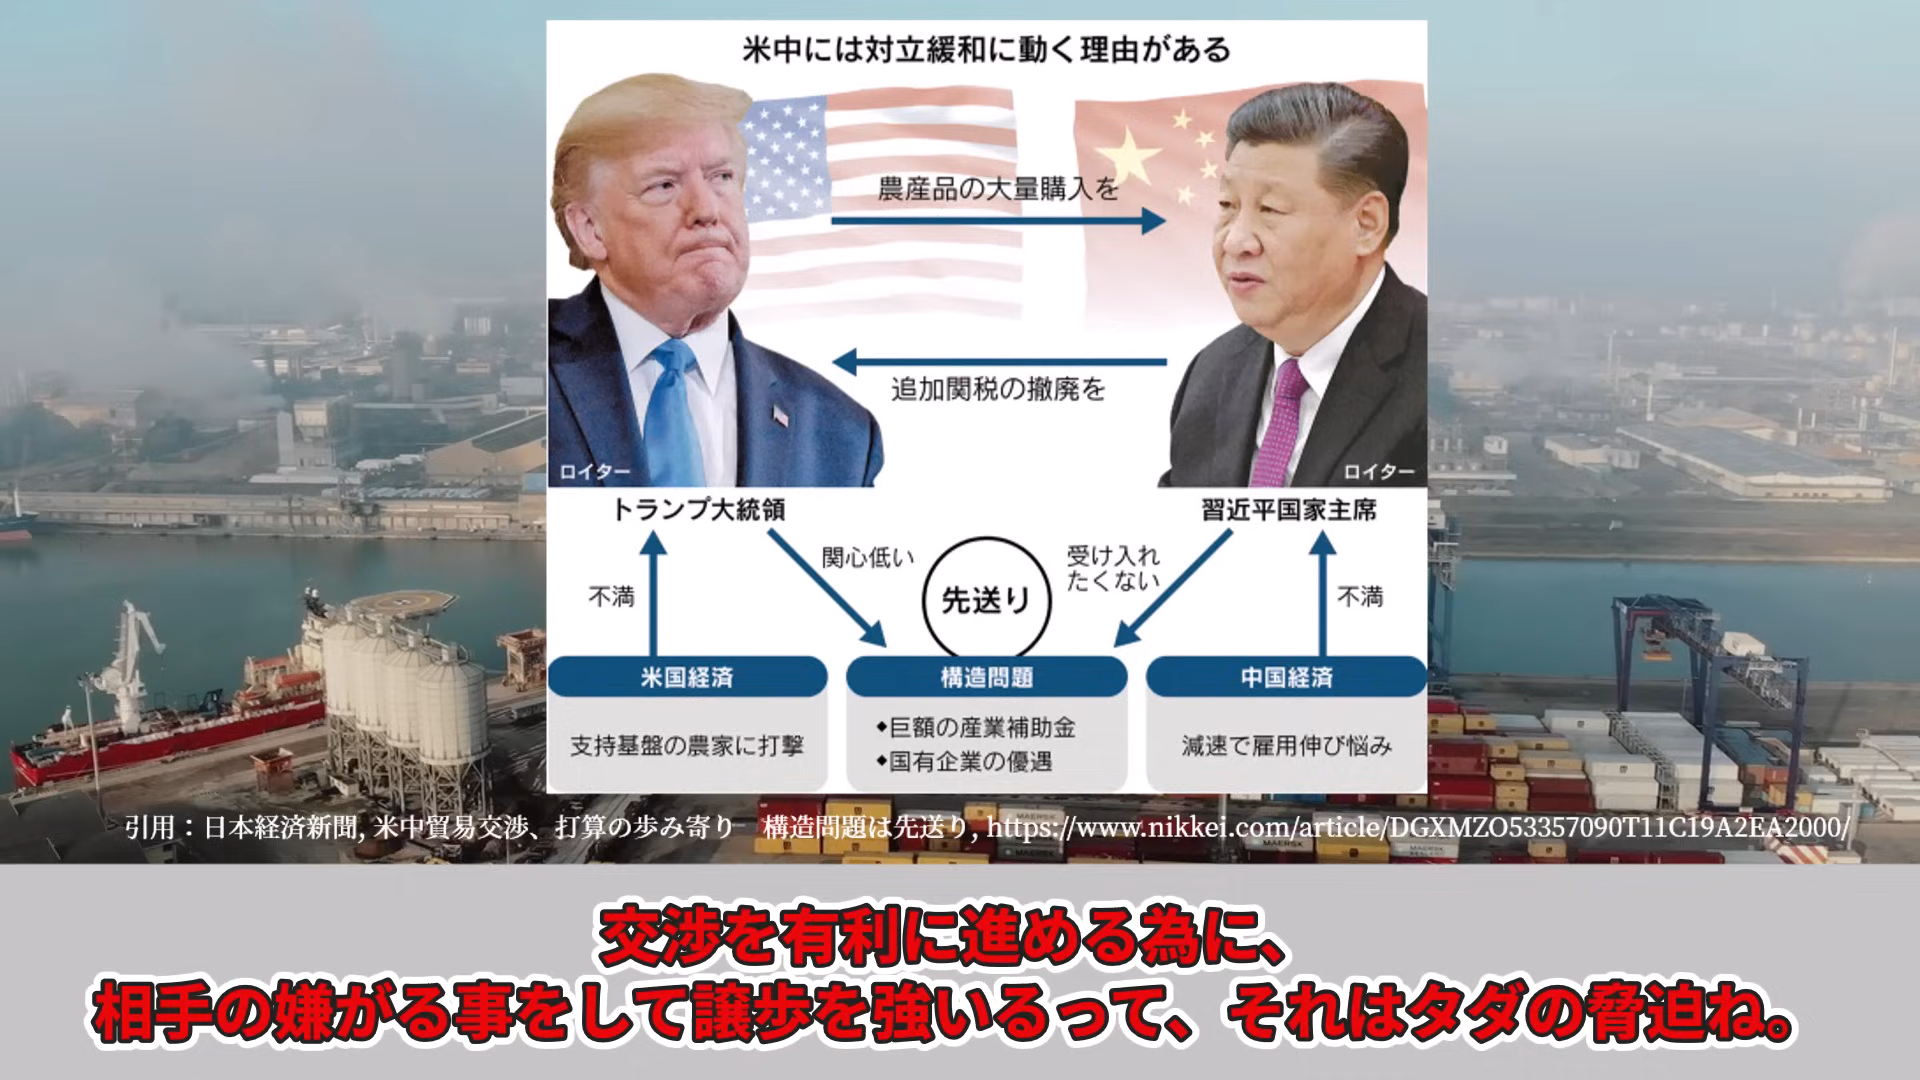 米中には対立緩和に動く理由がある
農産品の大量購入を
追加関税の撤廃を
ロイター
ロイター
トランプ大統領
習近平国家主席
不満
関心低い
先送り
受け入れ
たくない
不満
米国経済
構造問題
中国経済
支持基盤の農家に打撃
◆巨額の産業補助金
◆国有企業の優遇
減速で雇用伸び悩み
引用：日本経済新聞, 米中貿易交渉、打算の歩み寄り　構造問題は先送り, https://www.nikkei.com/article/DGXMZO53357090T11C19A2EA2000/
MAERSK
MAERSK
交渉を有利に進める為に、
相手の嫌がる事をして譲歩を強いるって、それはタダの脅迫ね。